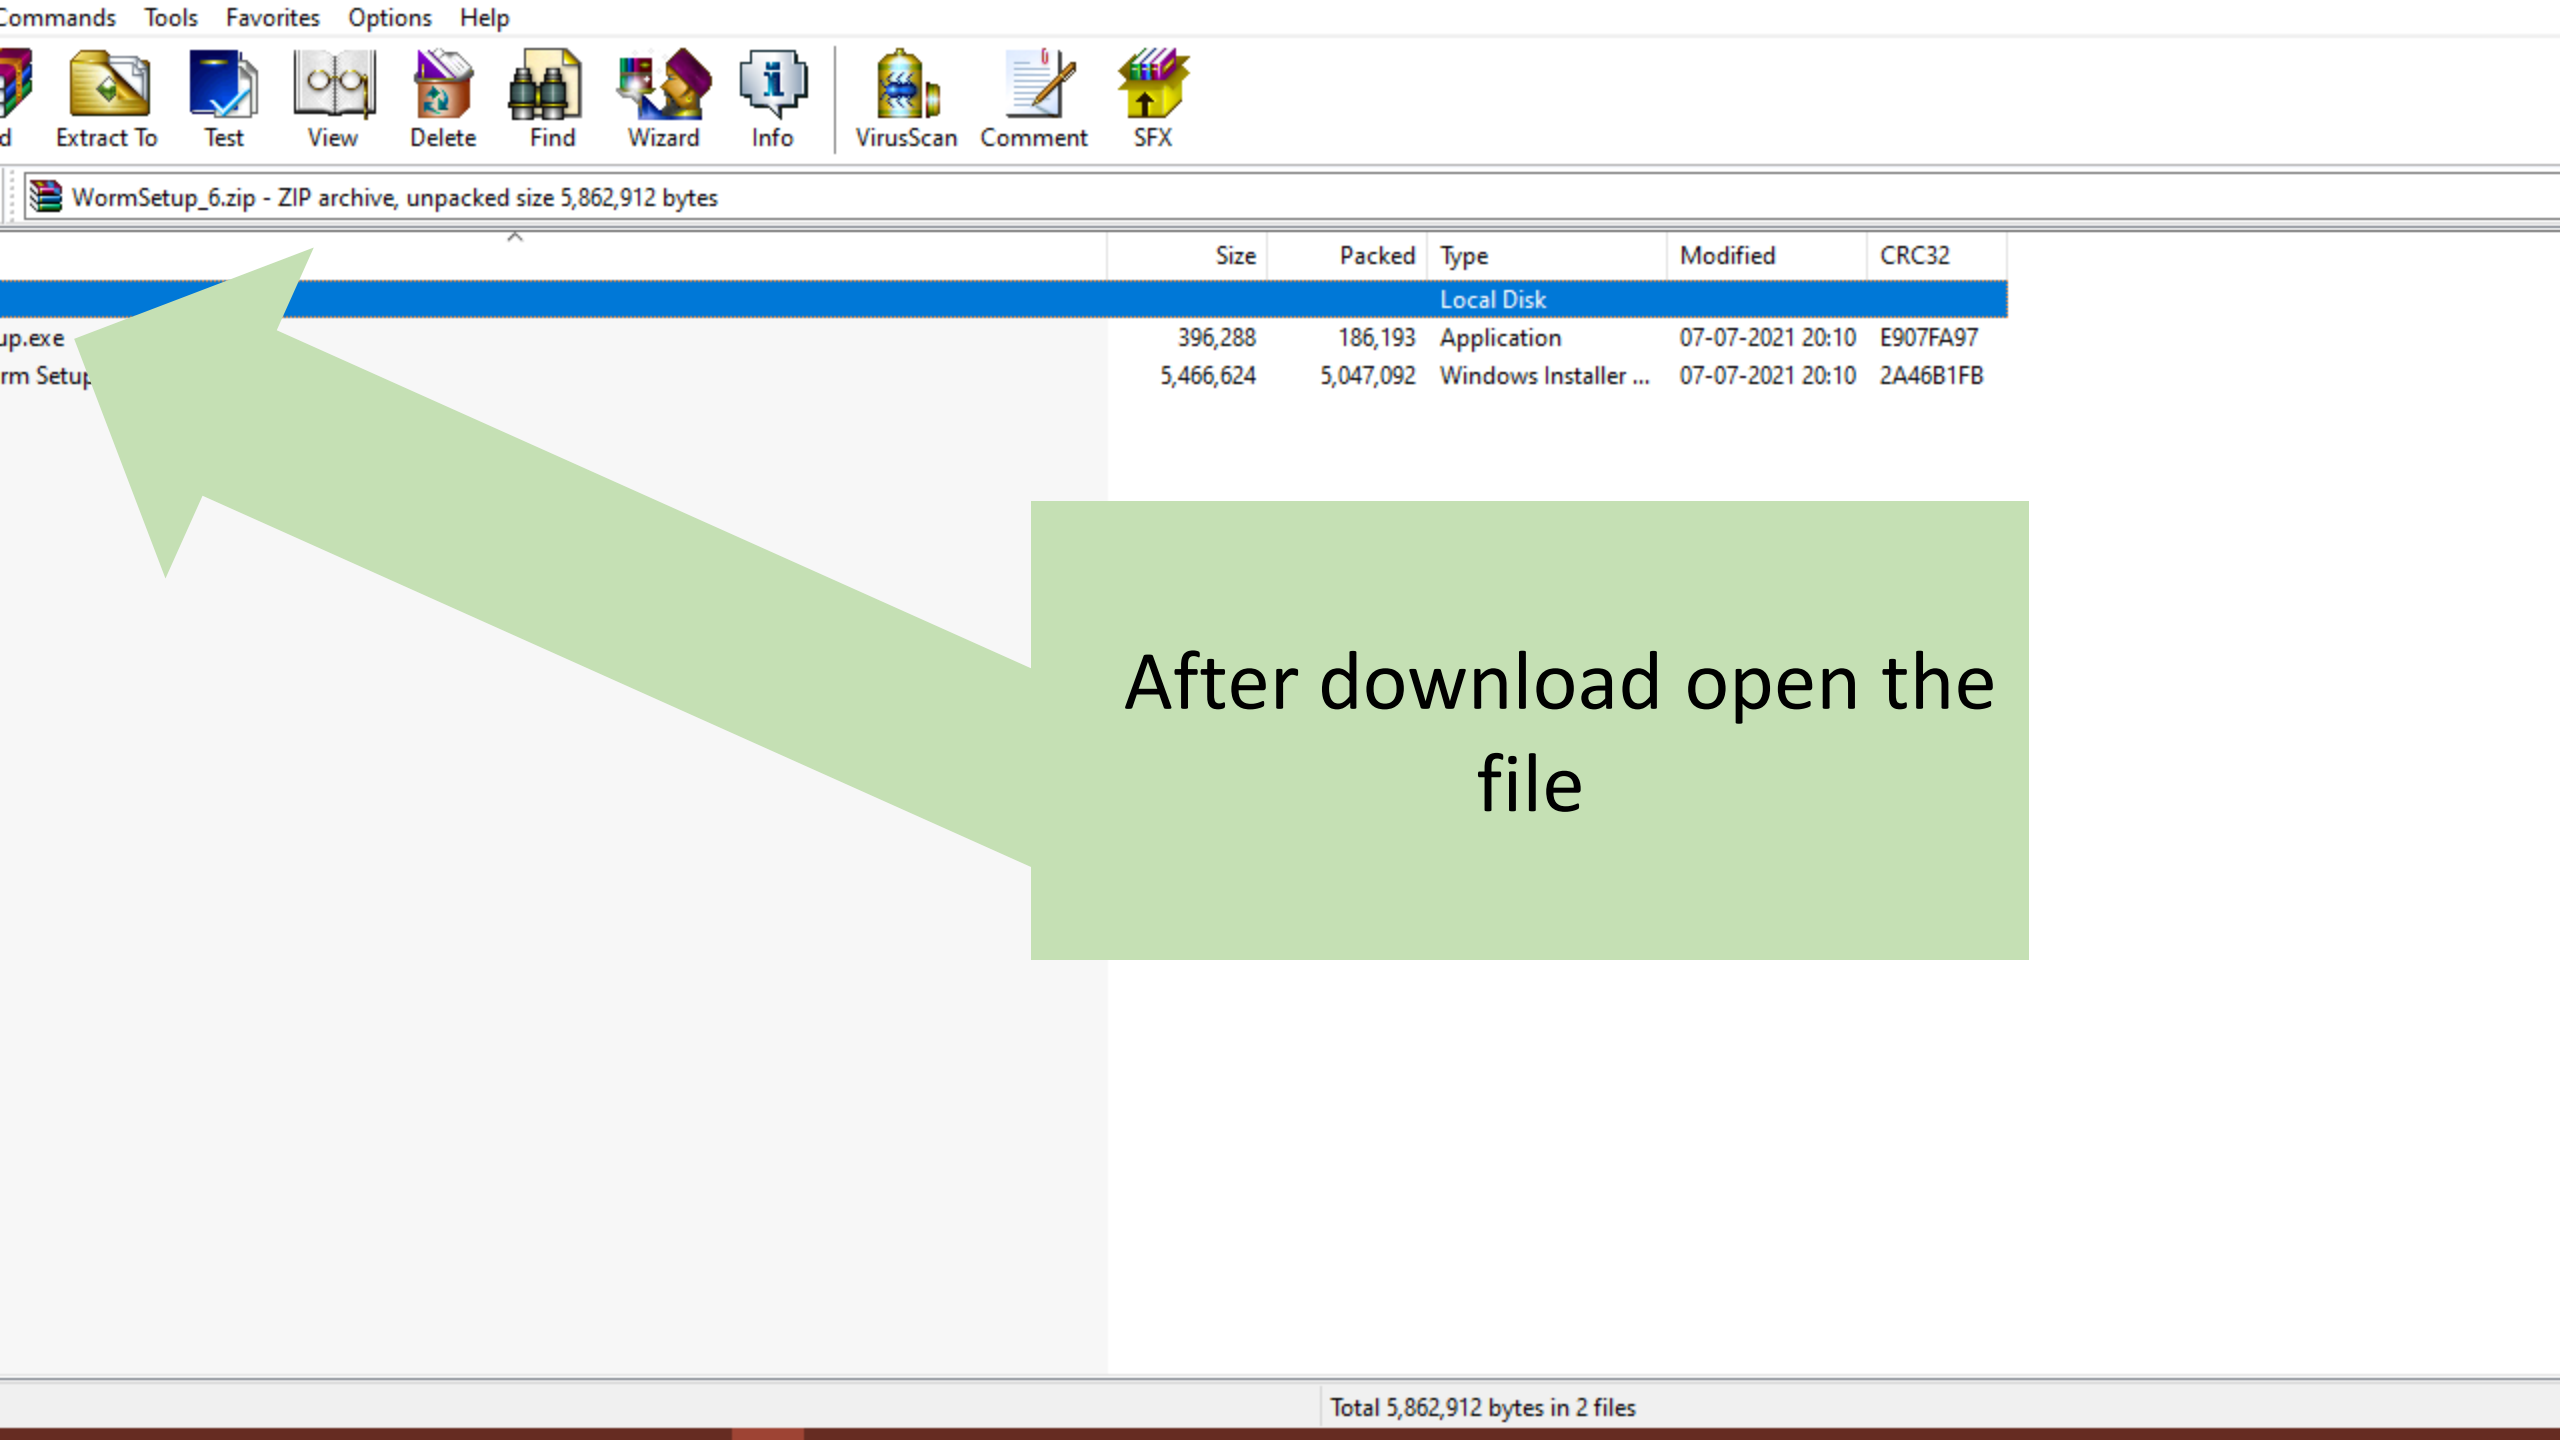 Commands Tools Favorites Options Help
Extract To Test View Delete Find Wizard Info VirusScan Comment SFX
WormSetup_6.zip - ZIP archive, unpacked size 5,862,912 bytes
Size Packed Type Modified CRC32
Local Disk
up.exe 396,288 186,193 Application 07-07-2021 20:10 E907FA97
rm Setup 5,466,624 5,047,092 Windows Installer ... 07-07-2021 20:10 2A46B1FB
After download open the
file
Total 5,862,912 bytes in 2 files